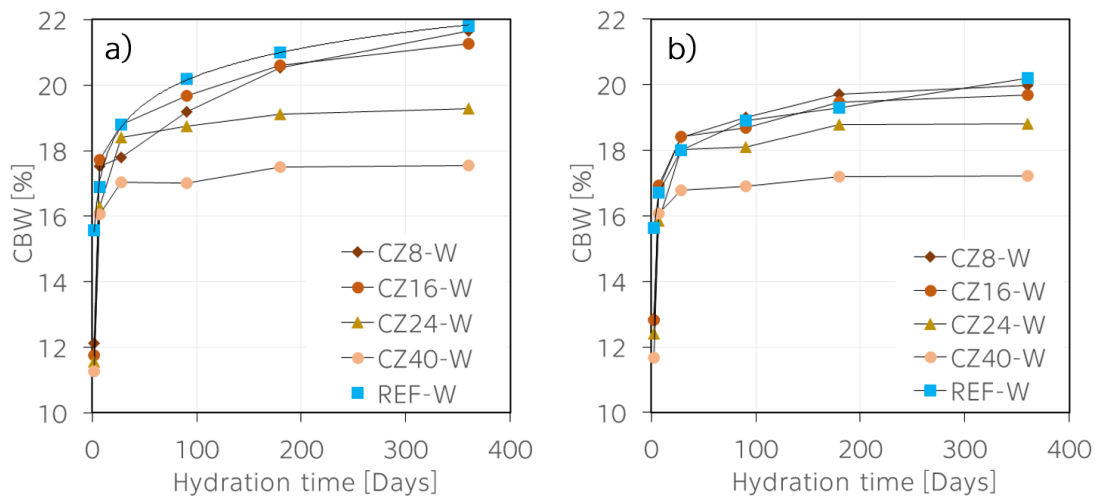 a)
CBW [%]
22
20
18
16
14
12
10
CZ8-W
CZ16-W
CZ24-W
CZ40-W
REF-W
0 100 200 300 400
Hydration time [Days]
b)
CBW [%]
22
20
18
16
14
12
10
CZ8-W
CZ16-W
CZ24-W
CZ40-W
REF-W
0 100 200 300 400
Hydration time [Days]